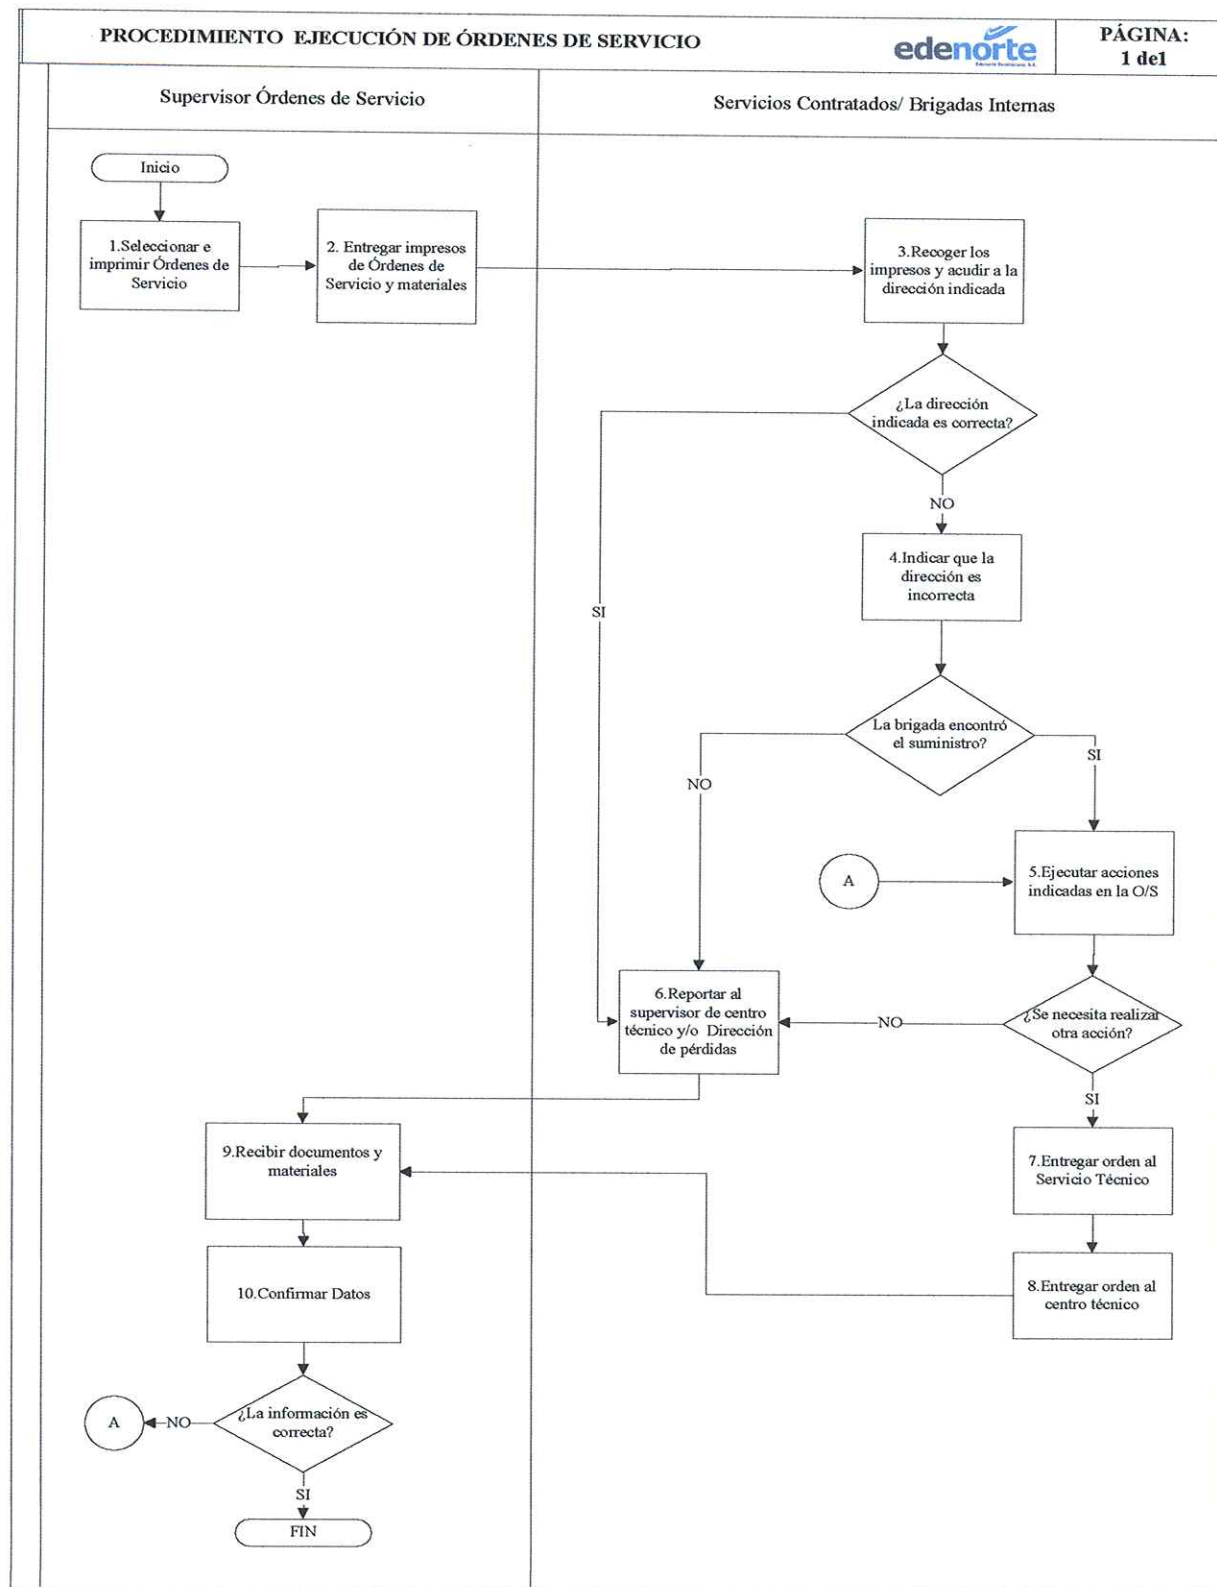 PROCEDIMIENTO EJECUCIÓN DE ÓRDENES DE SERVICIO
edenorte
PÁGINA:
1 de1
Supervisor Órdenes de Servicio
Servicios Contratados/ Brigadas Internas
Inicio
1.Seleccionar e
imprimir Órdenes de
Servicio
2. Entregar impresos
de Órdenes de
Servicio y materiales
3.Recoger los
impresos y acudir a la
dirección indicada
¿La dirección
indicada es correcta?
NO
4.Indicar que la
dirección es
incorrecta
SI
La brigada encontró
el suministro?
NO
SI
A
5.Ejecutar acciones
indicadas en la O/S
6.Reportar al
supervisor de centro
técnico y/o Dirección
de pérdidas
NO
¿Se necesita realizar
otra acción?
SI
9.Recibir documentos y
materiales
7.Entregar orden al
Servicio Técnico
10.Confirmar Datos
8.Entregar orden al
centro técnico
A
NO
¿La información es
correcta?
SI
FIN